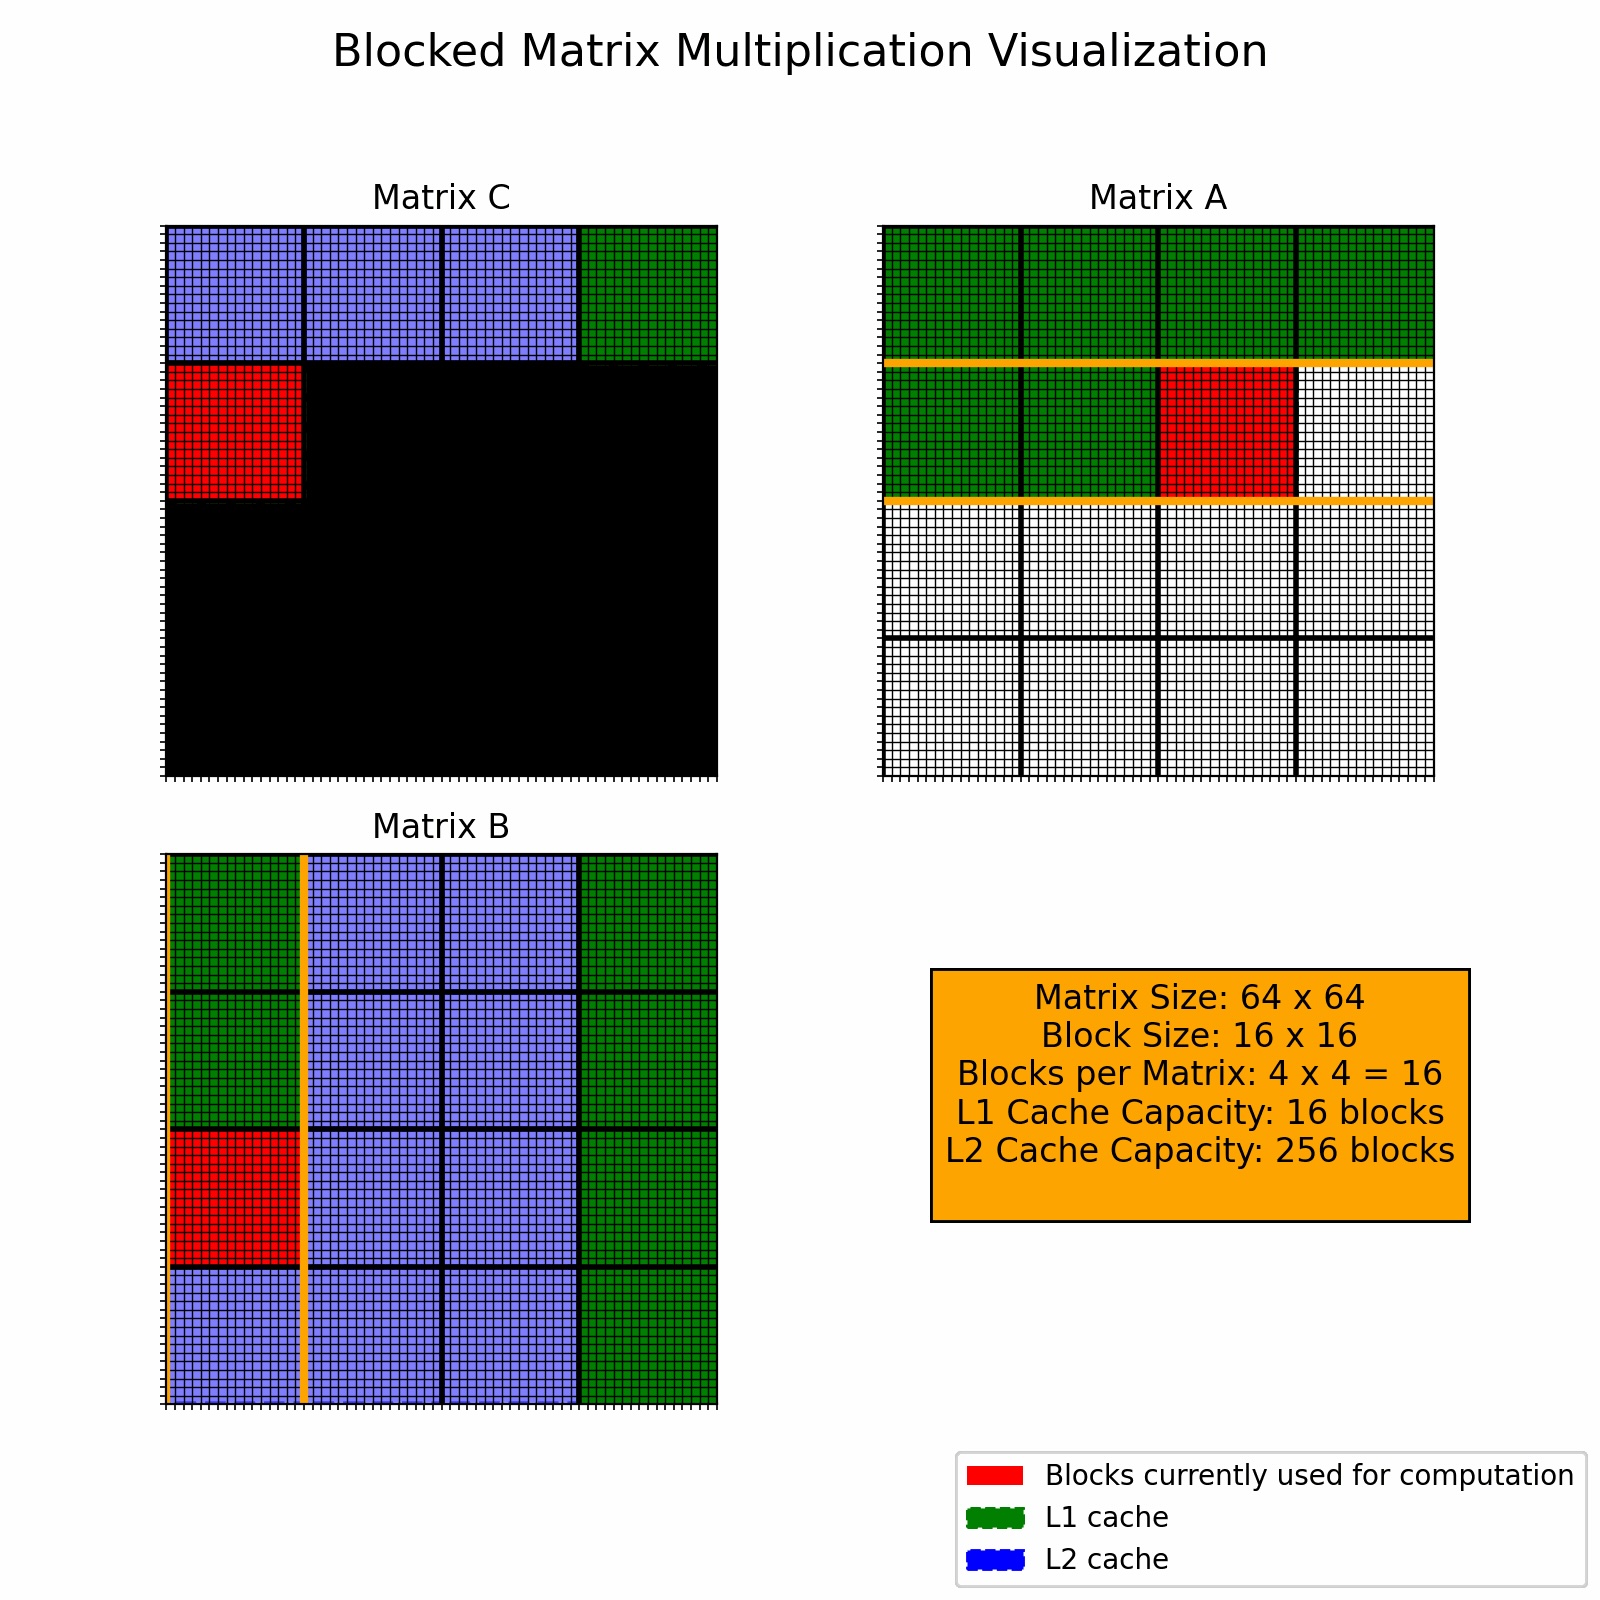 Blocked Matrix Multiplication Visualization
Matrix C
Matrix A
Matrix B
Matrix Size: 64 x 64
Block Size: 16 x 16
Blocks per Matrix: 4 x 4 = 16
L1 Cache Capacity: 16 blocks
L2 Cache Capacity: 256 blocks
Blocks currently used for computation
L1 cache
L2 cache